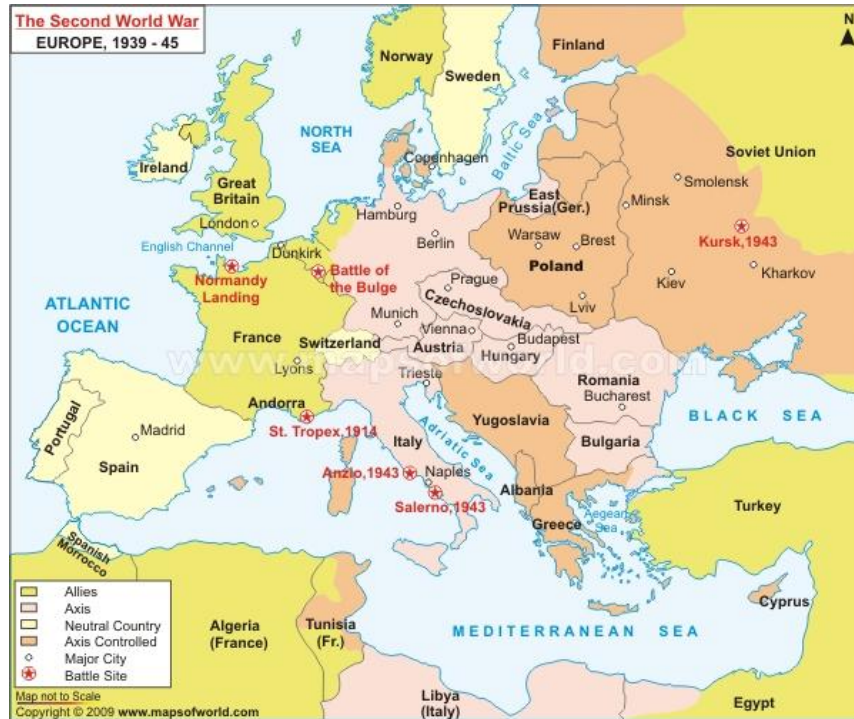 The Second World War
EUROPE, 1939 - 45
N
Norway
Finland
Sweden
NORTH
SEA
Baltic Sea
Soviet Union
Ireland
Great
Britain
London
Copenhagen
Hamburg
East
Prussia(Ger.)
Minsk
Smolensk
Kursk,1943
English Channel
Dunkirk
Berlin
Warsaw
Brest
Poland
Normandy
Landing
Battle of
the Bulge
Prague
Lviv
Kiev
Kharkov
ATLANTIC
OCEAN
Czechoslovakia
Munich
Vienna
Budapest
France
Switzerland
Austria
Hungary
www.mapsofworld.com
Lyons
Trieste
Romania
Bucharest
Andorra
St. Tropex,1914
Italy
Adriatic Sea
Yugoslavia
BLACK SEA
Bulgaria
Portugal
Madrid
Spain
Anzio,1943
Naples
Salerno,1943
Albania
Greece
Aegean
Sea
Turkey
Spanish
Morrocco
Cyprus
Allies
Axis
Neutral Country
Axis Controlled
Major City
Battle Site
Algeria
(France)
Tunisia
(Fr.)
MEDITERRANEAN SEA
Libya
(Italy)
Egypt
Map not to Scale
Copyright © 2009 www.mapsofworld.com